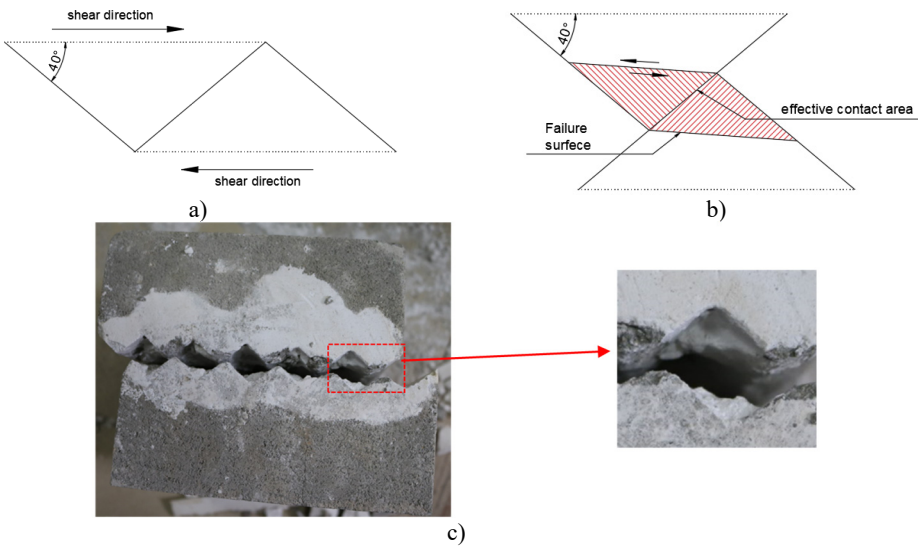 shear direction
40°
shear direction
a)
40°
effective contact area
Failure
surfece
b)
c)